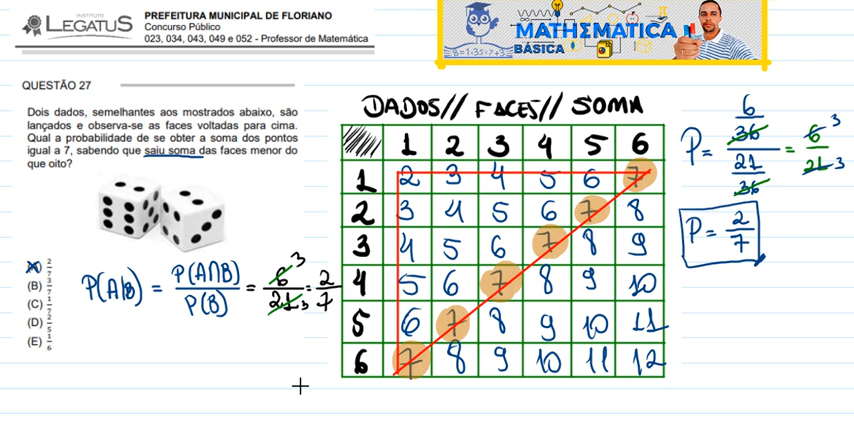 INSTITUTO
LEGATUS
PREFEITURA MUNICIPAL DE FLORIANO
Concurso Público
023, 034, 043, 049 e 052 - Professor de Matemática
MATHEMATICA
BÁSICA
QUESTÃO 27
Dois dados, semelhantes aos mostrados abaixo, são
lançados e observa-se as faces voltadas para cima.
Qual a probabilidade de se obter a soma dos pontos
igual a 7, sabendo que saiu soma das faces menor do
que oito?
(A) 2/7
(B) 3/7
(C) 1/7
(D) 2/5
(E) 1/6
P(A|B) = P(A∩B)/P(B) = 6/21 3 3 = 2/7
DADOS// FACES// SOMA
1 2 3 4 5 6
1 2 3 4 5 6 7
2 3 4 5 6 7 8
3 4 5 6 7 8 9
4 5 6 7 8 9 10
5 6 7 8 9 10 11
6 7 8 9 10 11 12
P = 6/36 / 21/36 = 6/21 3 3
P = 2/7